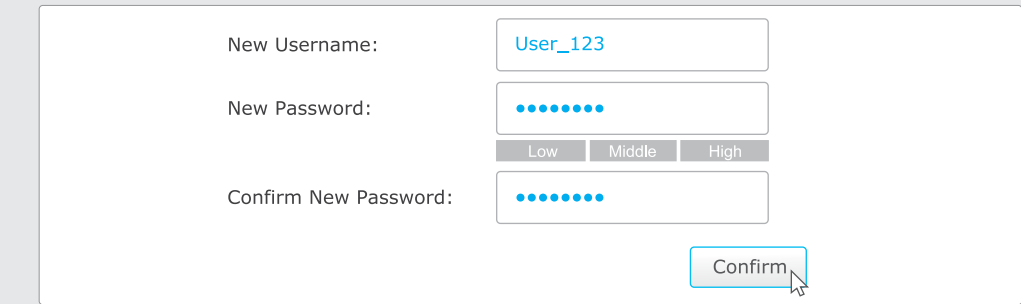 New Username: User_123
New Password: ••••••••
Low Middle High
Confirm New Password: ••••••••
Confirm